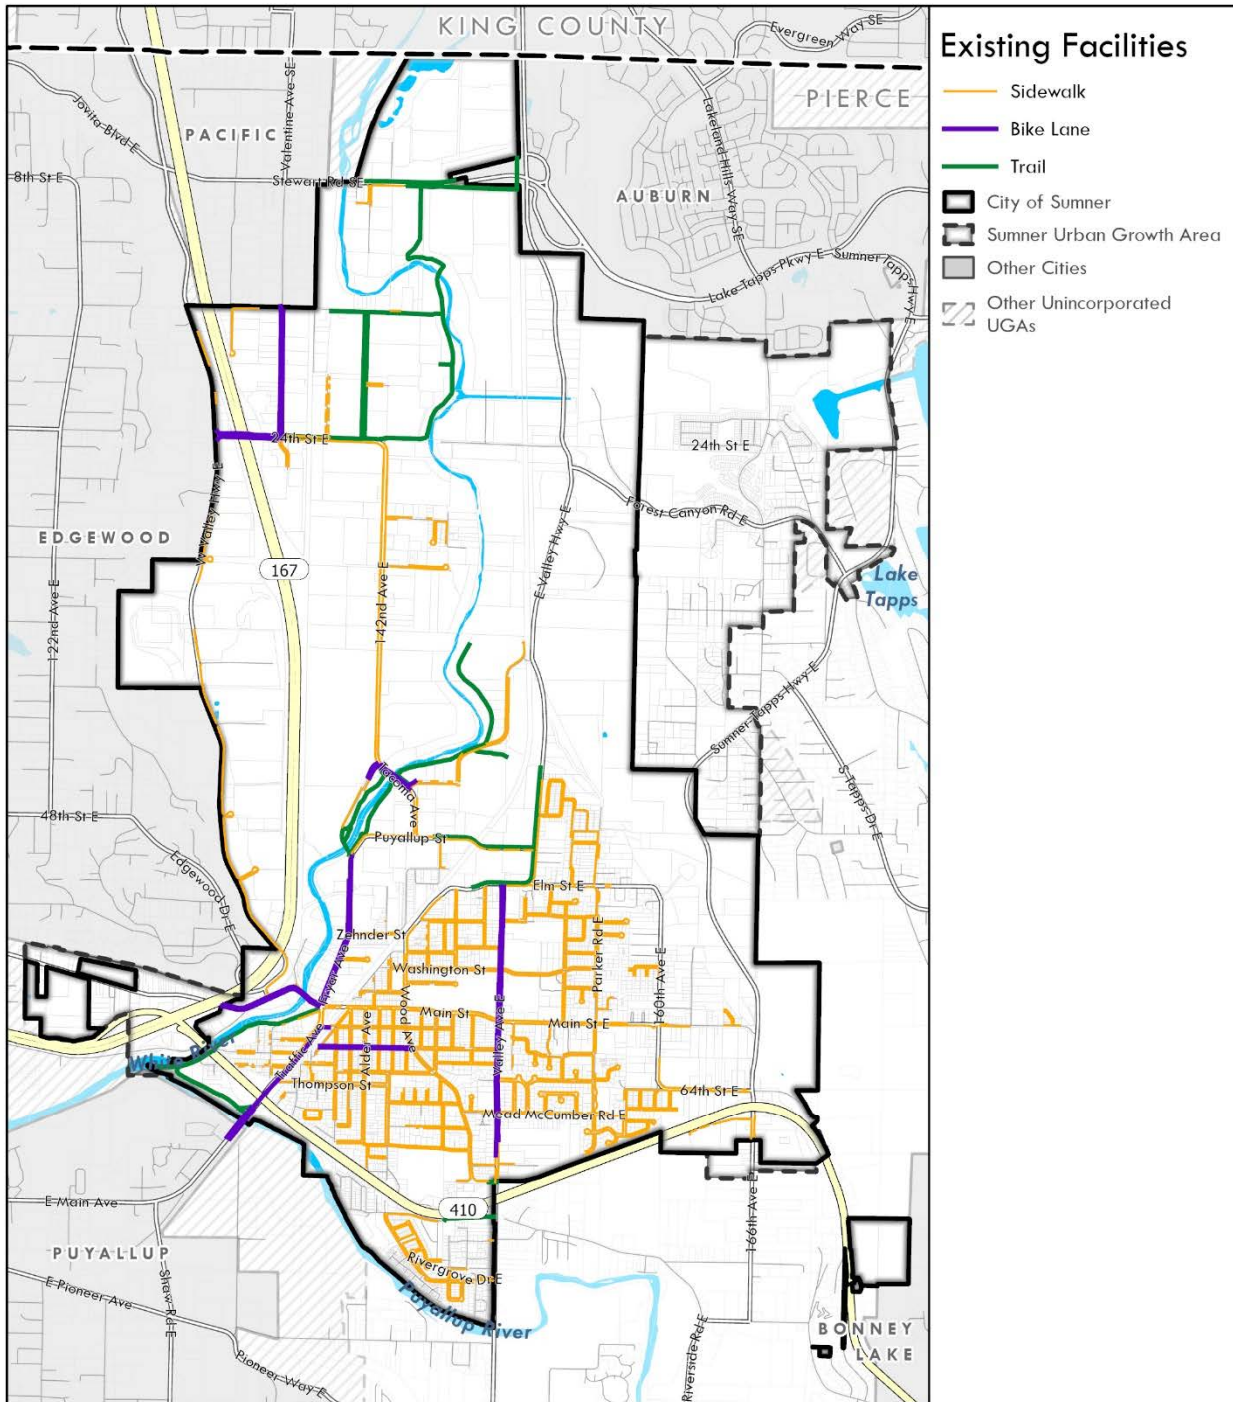 KING COUNTY
Evergreen Way SE
Existing Facilities
Sidewalk
Bike Lane
Trail
City of Sumner
Sumner Urban Growth Area
Other Cities
Other Unincorporated
UGAs
PIERCE
Jovita Blvd E
Valentine Ave SE
PACIFIC
Lakeland Hills Way SE
8th St E
Stewart Rd SE
AUBURN
Lake Tapps Pkwy E
Sumner Tapps Hwy E
24th St E
24th St E
W Valley Hwy E
Forest Canyon Rd E
EDGEWOOD
167
E Valley Hwy E
Lake
Tapps
122nd Ave E
142nd Ave E
Sumner Tapps Hwy E
S Tapps Dr E
Tacoma Ave
48th St E
Puyallup St
Edgewood Dr E
Elm St E
Zehnder St
Parker Rd E
Washington St
160th Ave E
Fryar Ave
Wood Ave
Main St
Main St E
Valley Ave E
White River
Traffic Ave
Alder Ave
Thompson St
64th St E
Mead McCumber Rd E
E Main Ave
410
166th Ave E
PUYALLUP
Shaw Rd E
Rivergrove Dr E
E Pioneer Ave
Puyallup River
Riverside Rd E
BONNEY
LAKE
Pioneer Way E